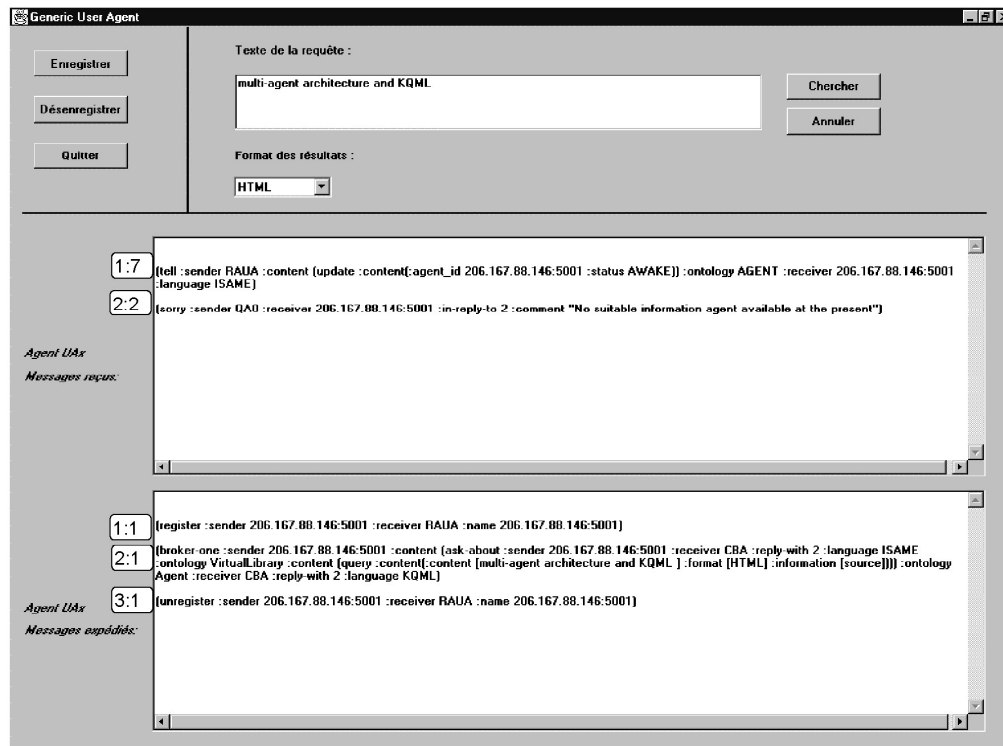 Generic User Agent
Enregistrer
Désenregistrer
Quitter
Texte de la requête :
multi-agent architecture and KQML
Chercher
Annuler
Format des résultats :
HTML
1:7
(tell :sender RAUA :content (update :content(:agent_id 206.167.88.146:5001 :status AWAKE)) :ontology AGENT :receiver 206.167.88.146:5001
:language ISAME)
2:2
(sorry :sender QA0 :receiver 206.167.88.146:5001 :in-reply-to 2 :comment "No suitable information agent available at the present")
Agent UAx
Messages reçus:
1:1
(register :sender 206.167.88.146:5001 :receiver RAUA :name 206.167.88.146:5001)
2:1
(broker-one :sender 206.167.88.146:5001 :content (ask-about :sender 206.167.88.146:5001 :receiver CBA :reply-with 2 :language ISAME
:ontology VirtualLibrary :content (query :content(:content [multi-agent architecture and KQML ] :format [HTML] :information [source]))) :ontology
Agent :receiver CBA :reply-with 2 :language KQML)
3:1
(unregister :sender 206.167.88.146:5001 :receiver RAUA :name 206.167.88.146:5001)
Agent UAx
Messages expédiés: